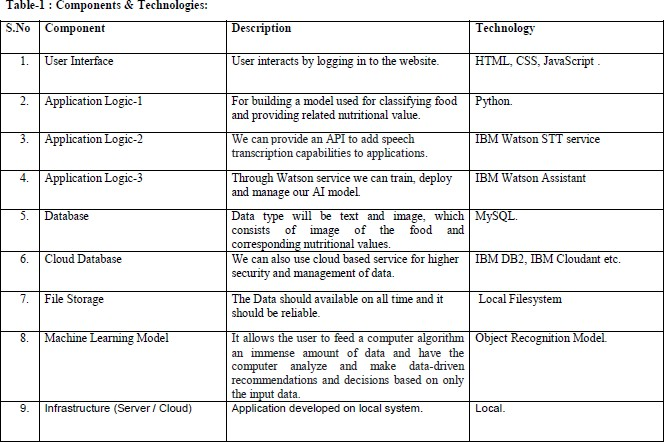 Table-1 : Components & Technologies:
S.No Component Description Technology
1. User Interface User interacts by logging in to the website. HTML, CSS, JavaScript .
2. Application Logic-1 For building a model used for classifying food Python.
and providing related nutritional value.
3. Application Logic-2 We can provide an API to add speech IBM Watson STT service
transcription capabilities to applications.
4. Application Logic-3 Through Watson service we can train, deploy IBM Watson Assistant
and manage our AI model.
5. Database Data type will be text and image, which MySQL.
consists of image of the food and
corresponding nutritional values.
6. Cloud Database We can also use cloud based service for higher IBM DB2, IBM Cloudant etc.
security and management of data.
7. File Storage The Data should available on all time and it Local Filesystem
should be reliable.
8. Machine Learning Model It allows the user to feed a computer algorithm Object Recognition Model.
an immense amount of data and have the
computer analyze and make data-driven
recommendations and decisions based on only
the input data.
9. Infrastructure (Server / Cloud) Application developed on local system. Local.